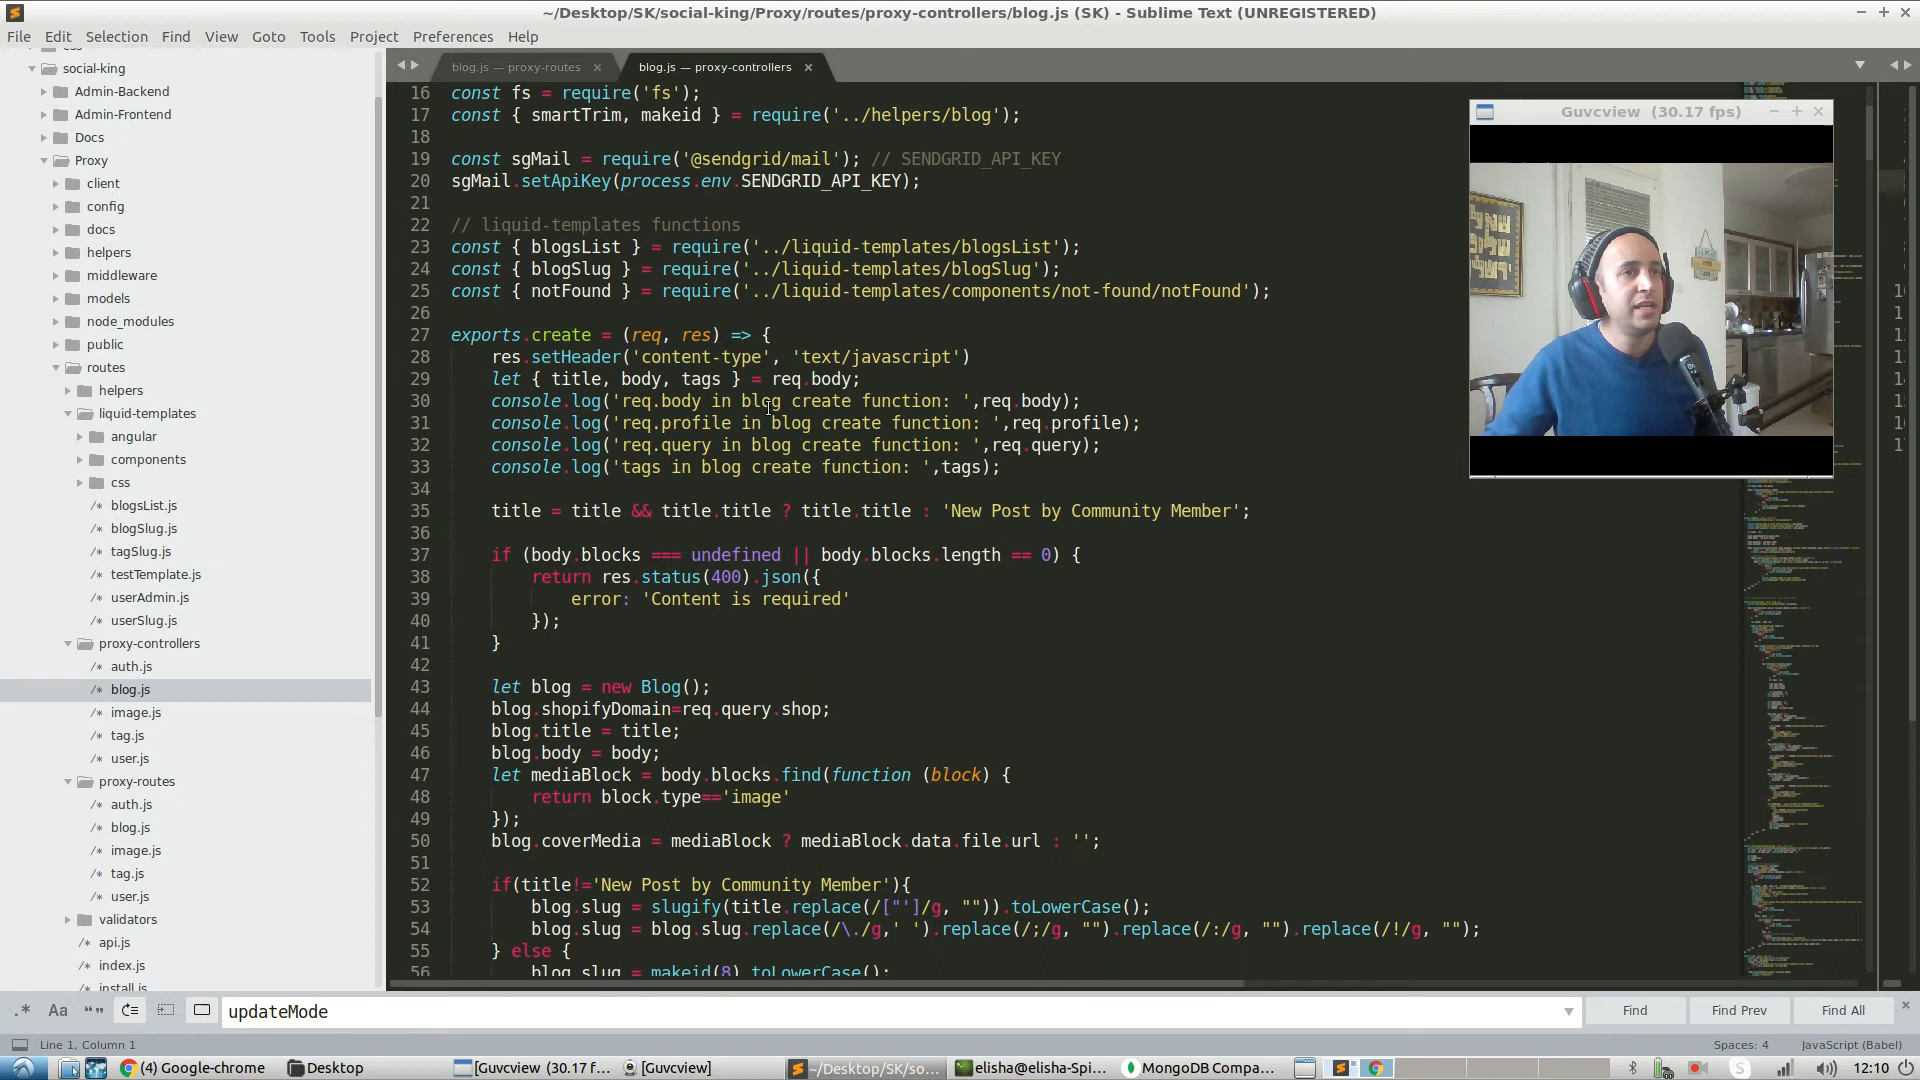 ~/Desktop/SK/social-king/Proxy/routes/proxy-controllers/blog.js (SK) - Sublime Text (UNREGISTERED)
File Edit Selection Find View Goto Tools Project Preferences Help
social-king
Admin-Backend
Admin-Frontend
Docs
Proxy
client
config
docs
helpers
middleware
models
node_modules
public
routes
helpers
liquid-templates
angular
components
css
/* blogsList.js
/* blogSlug.js
/* tagSlug.js
/* testTemplate.js
/* userAdmin.js
/* userSlug.js
proxy-controllers
/* auth.js
/* blog.js
/* image.js
/* tag.js
/* user.js
proxy-routes
/* auth.js
/* blog.js
/* image.js
/* tag.js
/* user.js
validators
/* api.js
/* index.js
/* install.js
blog.js — proxy-routes × blog.js — proxy-controllers ×
16 const fs = require('fs');
17 const { smartTrim, makeid } = require('../helpers/blog');
18
19 const sgMail = require('@sendgrid/mail'); // SENDGRID_API_KEY
20 sgMail.setApiKey(process.env.SENDGRID_API_KEY);
21
22 // liquid-templates functions
23 const { blogsList } = require('../liquid-templates/blogsList');
24 const { blogSlug } = require('../liquid-templates/blogSlug');
25 const { notFound } = require('../liquid-templates/components/not-found/notFound');
26
27 exports.create = (req, res) => {
28 res.setHeader('content-type', 'text/javascript')
29 let { title, body, tags } = req.body;
30 console.log('req.body in blog create function: ',req.body);
31 console.log('req.profile in blog create function: ',req.profile);
32 console.log('req.query in blog create function: ',req.query);
33 console.log('tags in blog create function: ',tags);
34
35 title = title && title.title ? title.title : 'New Post by Community Member';
36
37 if (body.blocks === undefined || body.blocks.length == 0) {
38 return res.status(400).json({
39 error: 'Content is required'
40 });
41 }
42
43 let blog = new Blog();
44 blog.shopifyDomain=req.query.shop;
45 blog.title = title;
46 blog.body = body;
47 let mediaBlock = body.blocks.find(function (block) {
48 return block.type=='image'
49 });
50 blog.coverMedia = mediaBlock ? mediaBlock.data.file.url : '';
51
52 if(title!='New Post by Community Member'){
53 blog.slug = slugify(title.replace(/["']/g, "")).toLowerCase();
54 blog.slug = blog.slug.replace(/\./g,' ').replace(/;/g, "").replace(/:/g, "").replace(/!/g, "");
55 } else {
56 blog.slug = makeid(8).toLowerCase();
Guvcview (30.17 fps)
.* Aa updateMode Find Find Prev Find All
Line 1, Column 1 Spaces: 4 JavaScript (Babel)
(4) Google-chrome Desktop [Guvcview (30.17 f... [Guvcview] ~/Desktop/SK/so... elisha@elisha-Spi... MongoDB Compa... 12:10